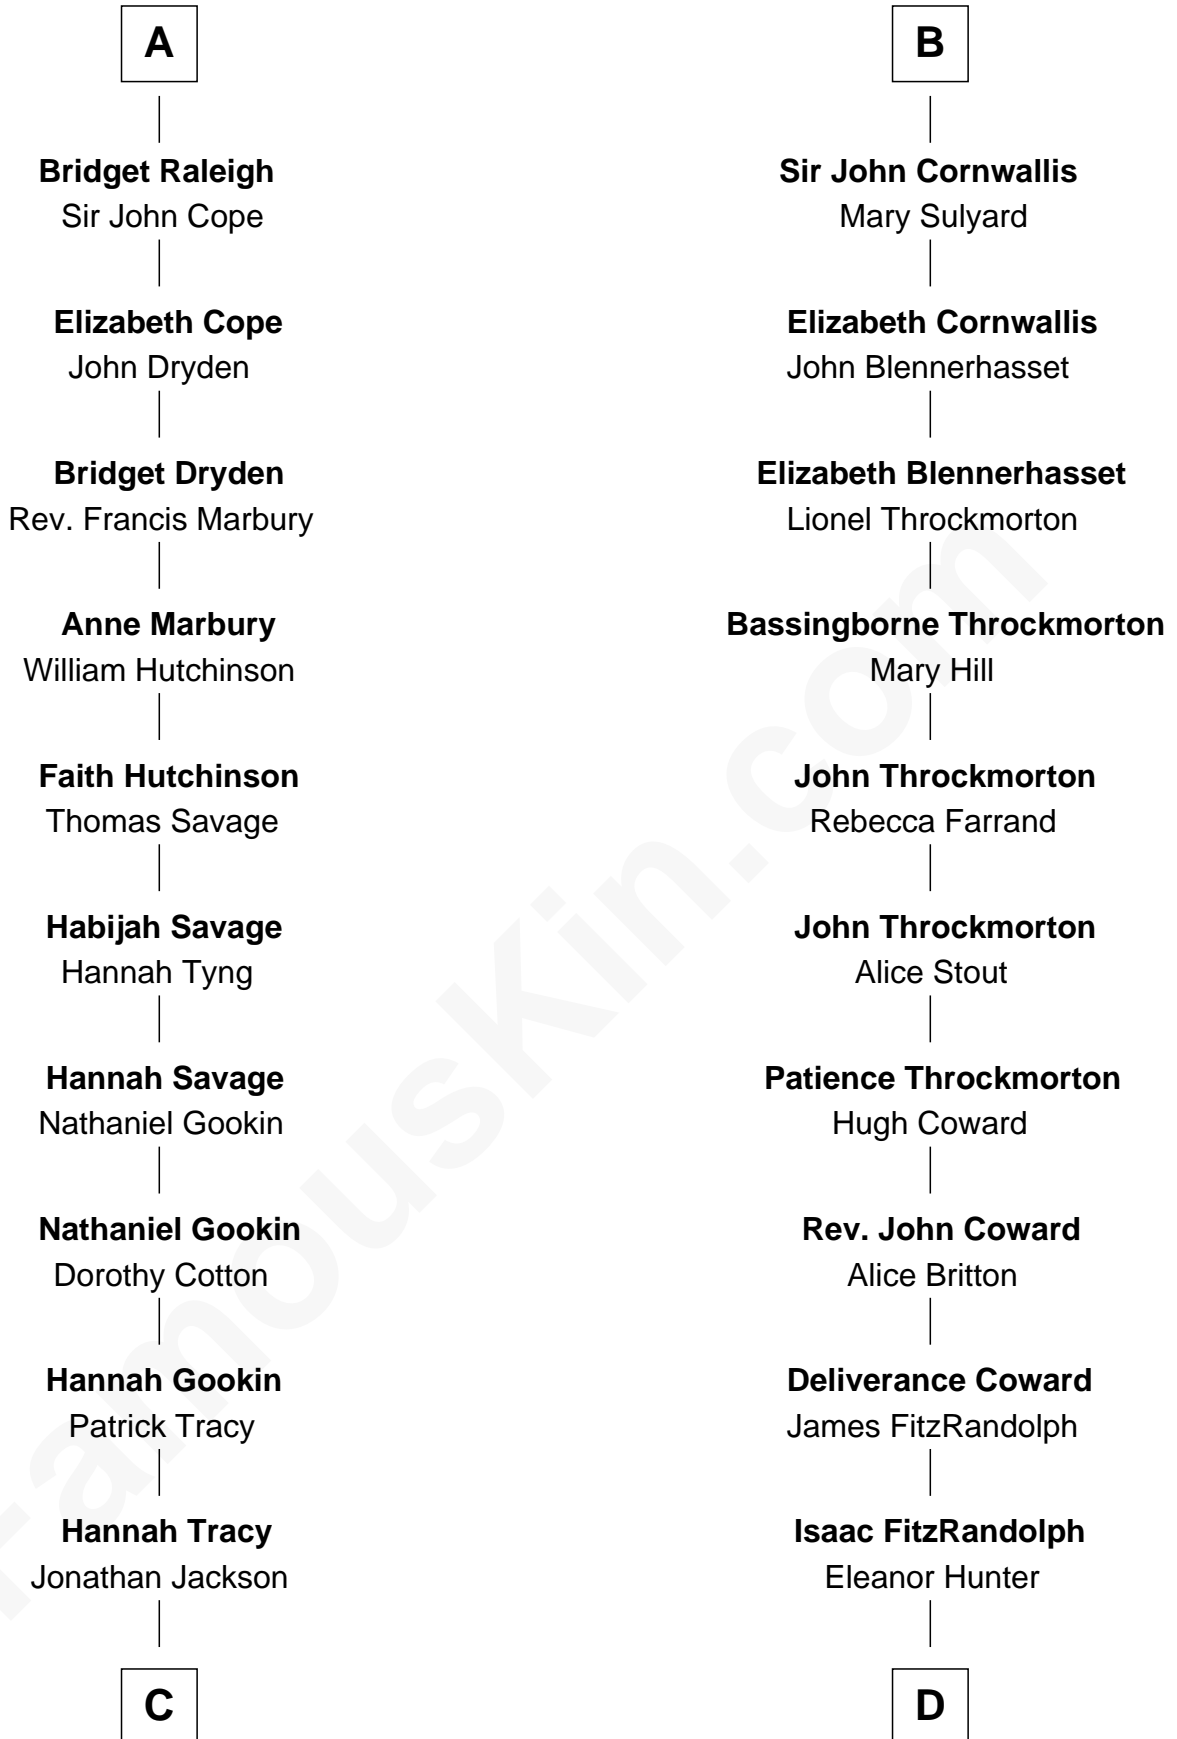 A
Bridget Raleigh
Sir John Cope
Elizabeth Cope
John Dryden
Bridget Dryden
Rev. Francis Marbury
Anne Marbury
William Hutchinson
Faith Hutchinson
Thomas Savage
Habijah Savage
Hannah Tyng
Hannah Savage
Nathaniel Gookin
Nathaniel Gookin
Dorothy Cotton
Hannah Gookin
Patrick Tracy
Hannah Tracy
Jonathan Jackson
C
B
Sir John Cornwallis
Mary Sulyard
Elizabeth Cornwallis
John Blennerhasset
Elizabeth Blennerhasset
Lionel Throckmorton
Bassingborne Throckmorton
Mary Hill
John Throckmorton
Rebecca Farrand
John Throckmorton
Alice Stout
Patience Throckmorton
Hugh Coward
Rev. John Coward
Alice Britton
Deliverance Coward
James FitzRandolph
Isaac FitzRandolph
Eleanor Hunter
D
FamousKin.com